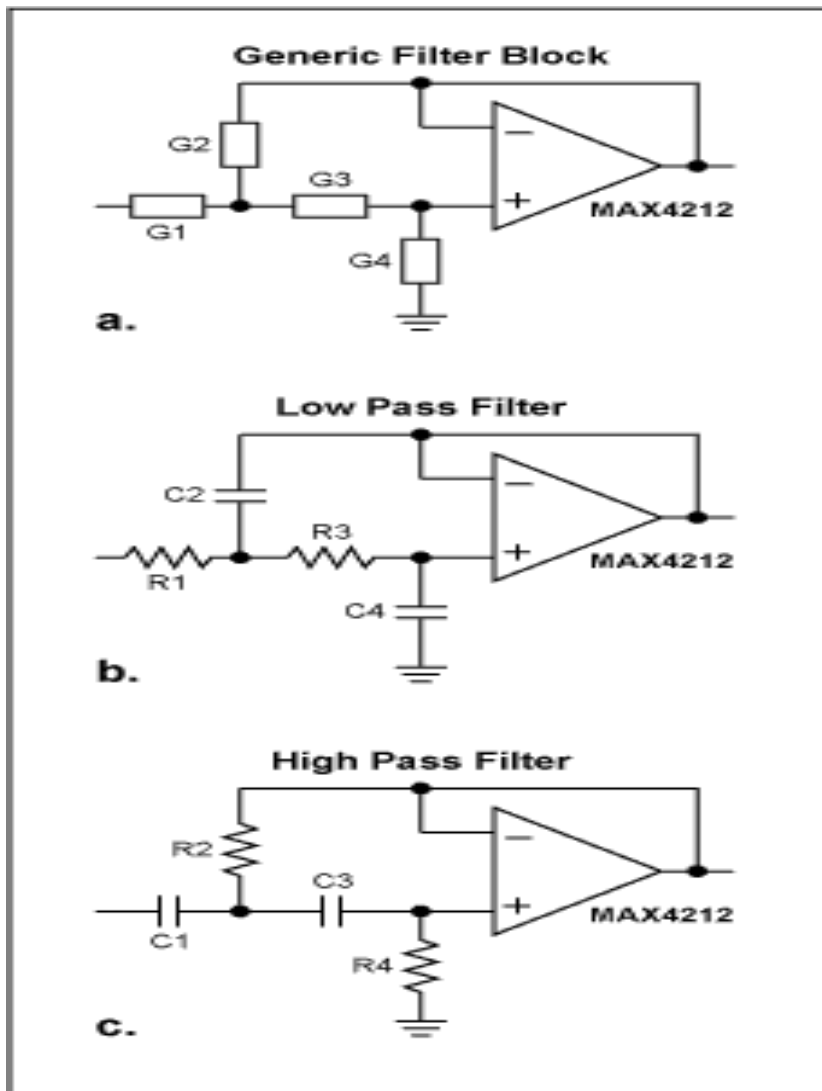 Generic Filter Block
G2
G3
G1
MAX4212
G4
a.
Low Pass Filter
C2
R3
R1
MAX4212
C4
b.
High Pass Filter
R2
C3
C1
MAX4212
R4
c.